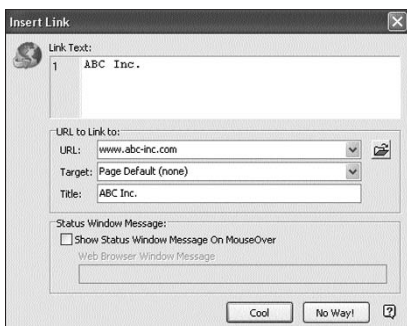 Insert Link
Link Text:
1 ABC Inc.
URL to Link to:
URL: www.abc-inc.com
Target: Page Default (none)
Title: ABC Inc.
Status Window Message:
Show Status Window Message On MouseOver
Web Browser Window Message
Cool No Way!